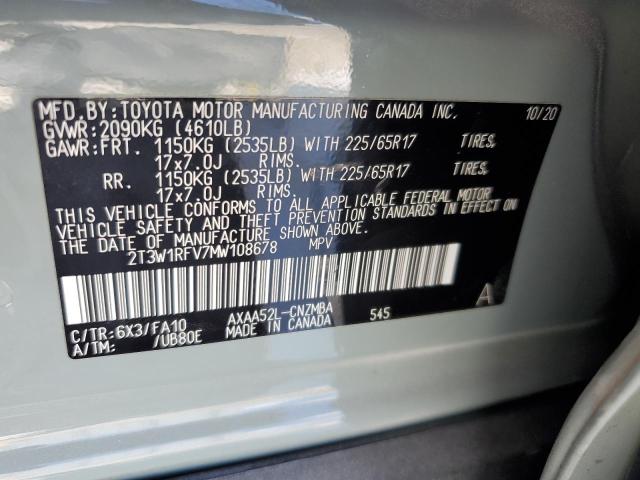 MFD.BY:TOYOTA MOTOR MANUFACTURING CANADA INC. 10/20
GVWR:2090KG (4610LB)
GAWR:FRT. 1150KG (2535LB) WITH 225/65R17 TIRES,
17x7.0J RIMS.
RR. 1150KG (2535LB) WITH 225/65R17 TIRES,
17x7.0J RIMS.
THIS VEHICLE CONFORMS TO ALL APPLICABLE FEDERAL MOTOR
VEHICLE SAFETY AND THEFT PREVENTION STANDARDS IN EFFECT ON
THE DATE OF MANUFACTURE SHOWN ABOVE.
2T3W1RFV7MW108678 MPV
C/TR:6X3/FA10 AXAA52L-CNZMBA 545 A
A/TM: /UB80E MADE IN CANADA